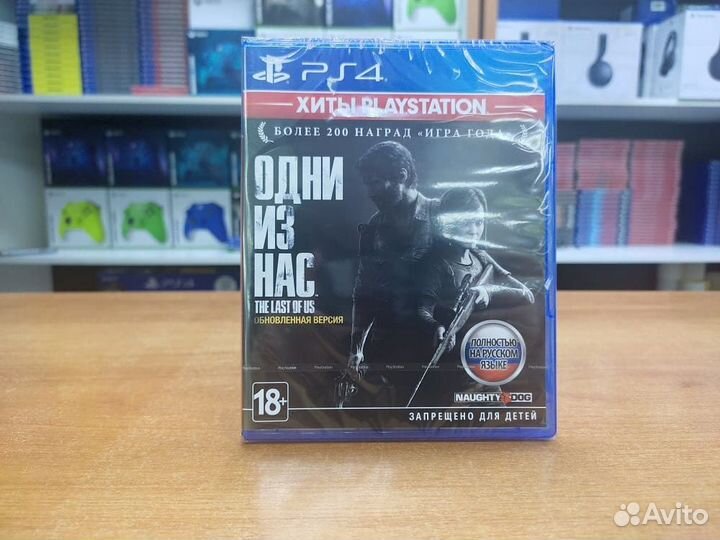 PS4
ХИТЫ PLAYSTATION
БОЛЕЕ 200 НАГРАД «ИГРА ГОДА»
ОДНИ
ИЗ
НАС
THE LAST OF US
ОБНОВЛЕННАЯ ВЕРСИЯ
ПОЛНОСТЬЮ
НА РУССКОМ
ЯЗЫКЕ
18+
NAUGHTY DOG
ЗАПРЕЩЕНО ДЛЯ ДЕТЕЙ
PS4
Avito